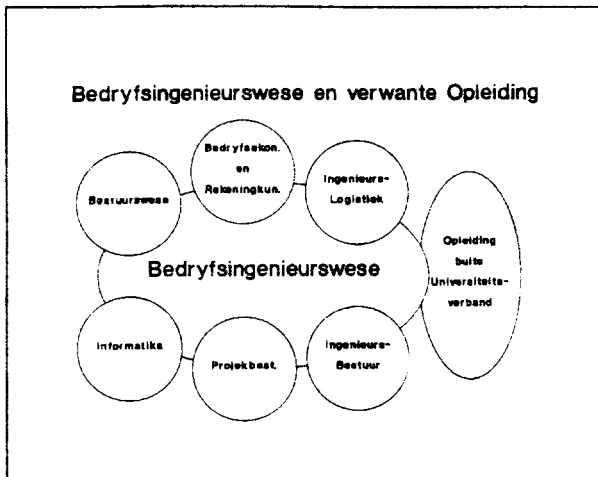 Bedryfsingenieurswese en verwante Opleiding
Bedryfsekon.
en
Rekeningkun.
Ingenieurs-
Logistiek
Bestuurswese
Opleiding
buite
Universiteits-
verband
Bedryfsingenieurswese
Informatika
Projekbest.
Ingenieurs-
Bestuur